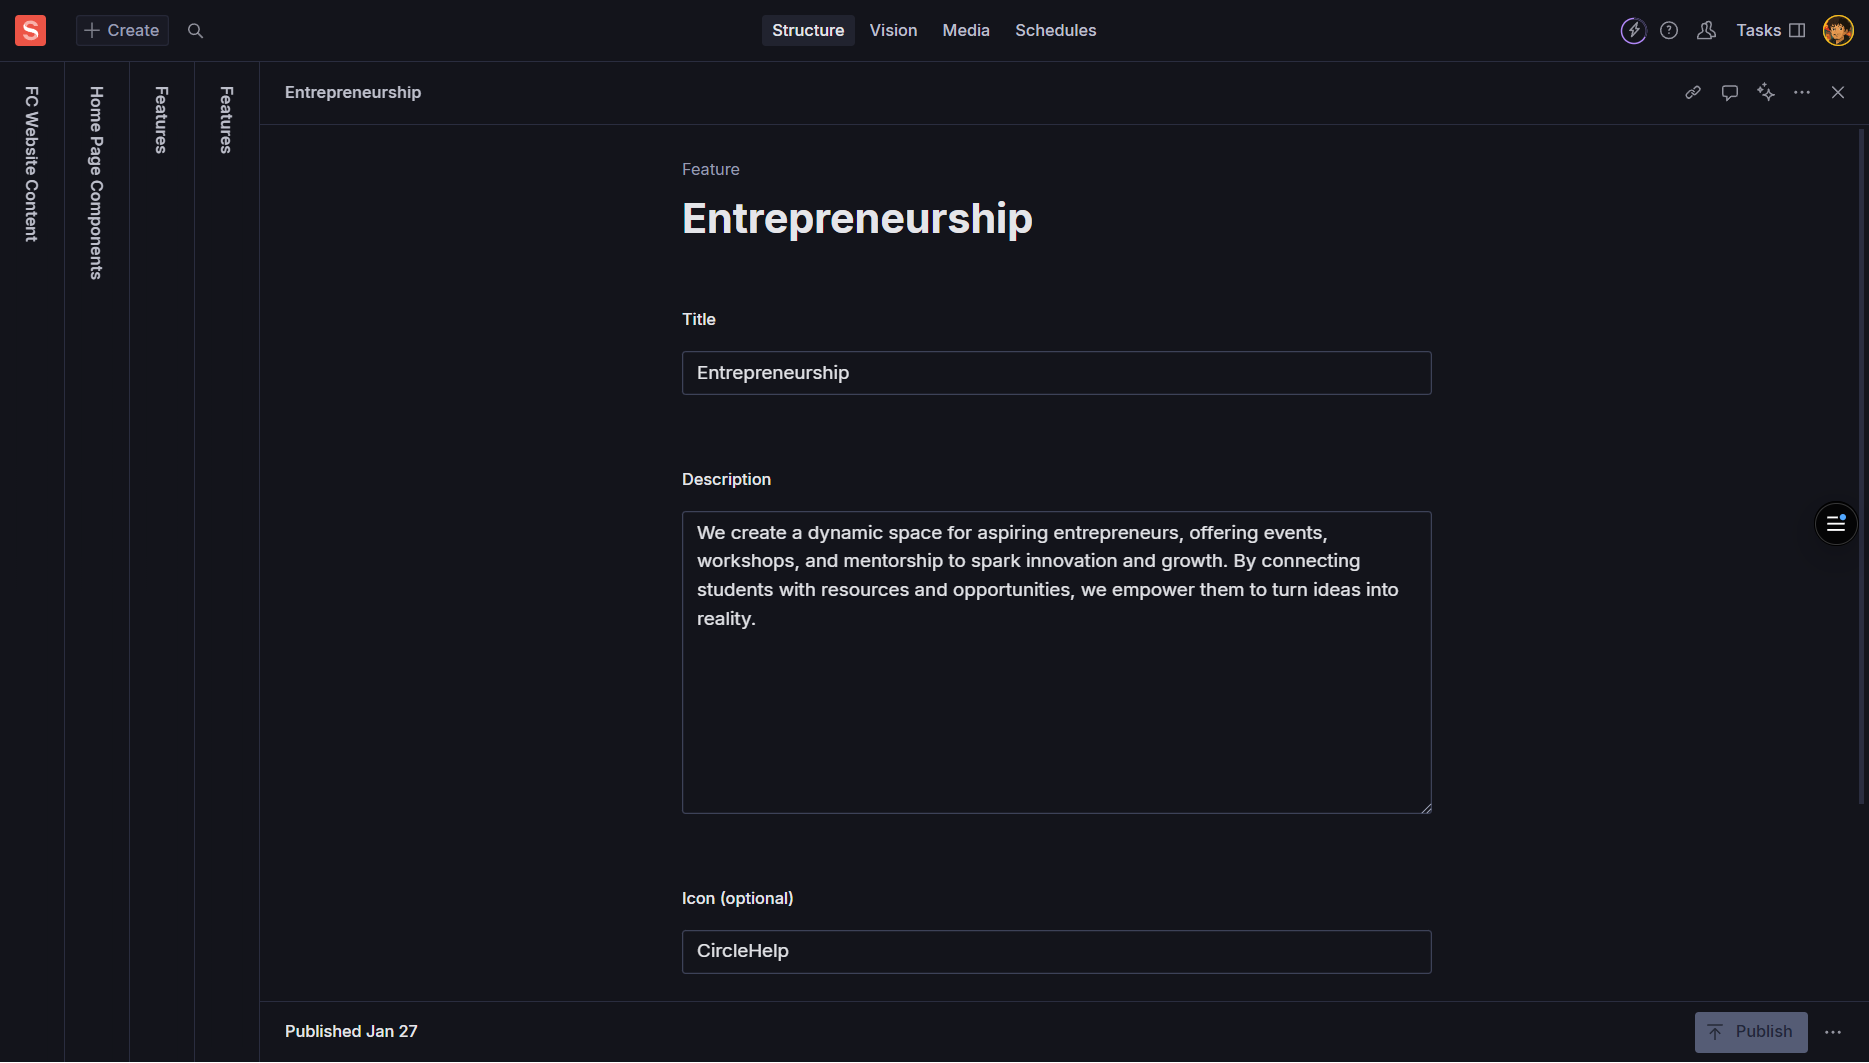 S
Create
Structure
Vision
Media
Schedules
Tasks
FC Website Content
Home Page Components
Features
Features
Entrepreneurship
Feature
Entrepreneurship
Title
Entrepreneurship
Description
We create a dynamic space for aspiring entrepreneurs, offering events,
workshops, and mentorship to spark innovation and growth. By connecting
students with resources and opportunities, we empower them to turn ideas into
reality.
Icon (optional)
CircleHelp
Published Jan 27
Publish